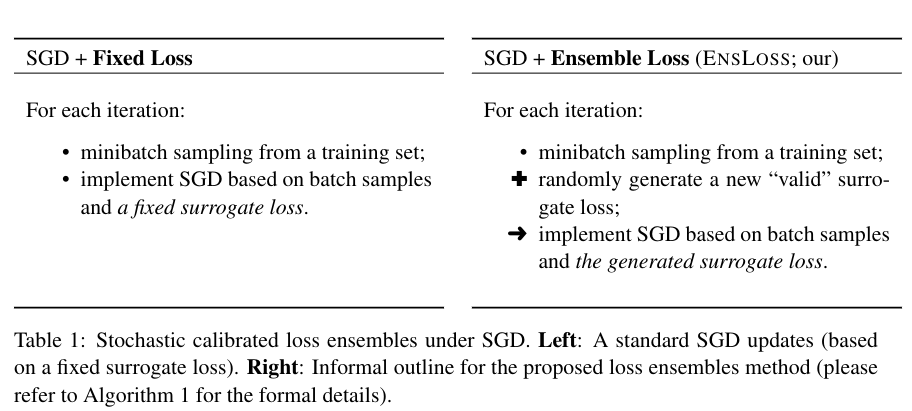 SGD + Fixed Loss
For each iteration:
• minibatch sampling from a training set;
• implement SGD based on batch samples
and a fixed surrogate loss.
SGD + Ensemble Loss (ENSLOSS; our)
For each iteration:
• minibatch sampling from a training set;
✚ randomly generate a new “valid” surro-
gate loss;
➜ implement SGD based on batch samples
and the generated surrogate loss.
Table 1: Stochastic calibrated loss ensembles under SGD. Left: A standard SGD updates (based
on a fixed surrogate loss). Right: Informal outline for the proposed loss ensembles method (please
refer to Algorithm 1 for the formal details).